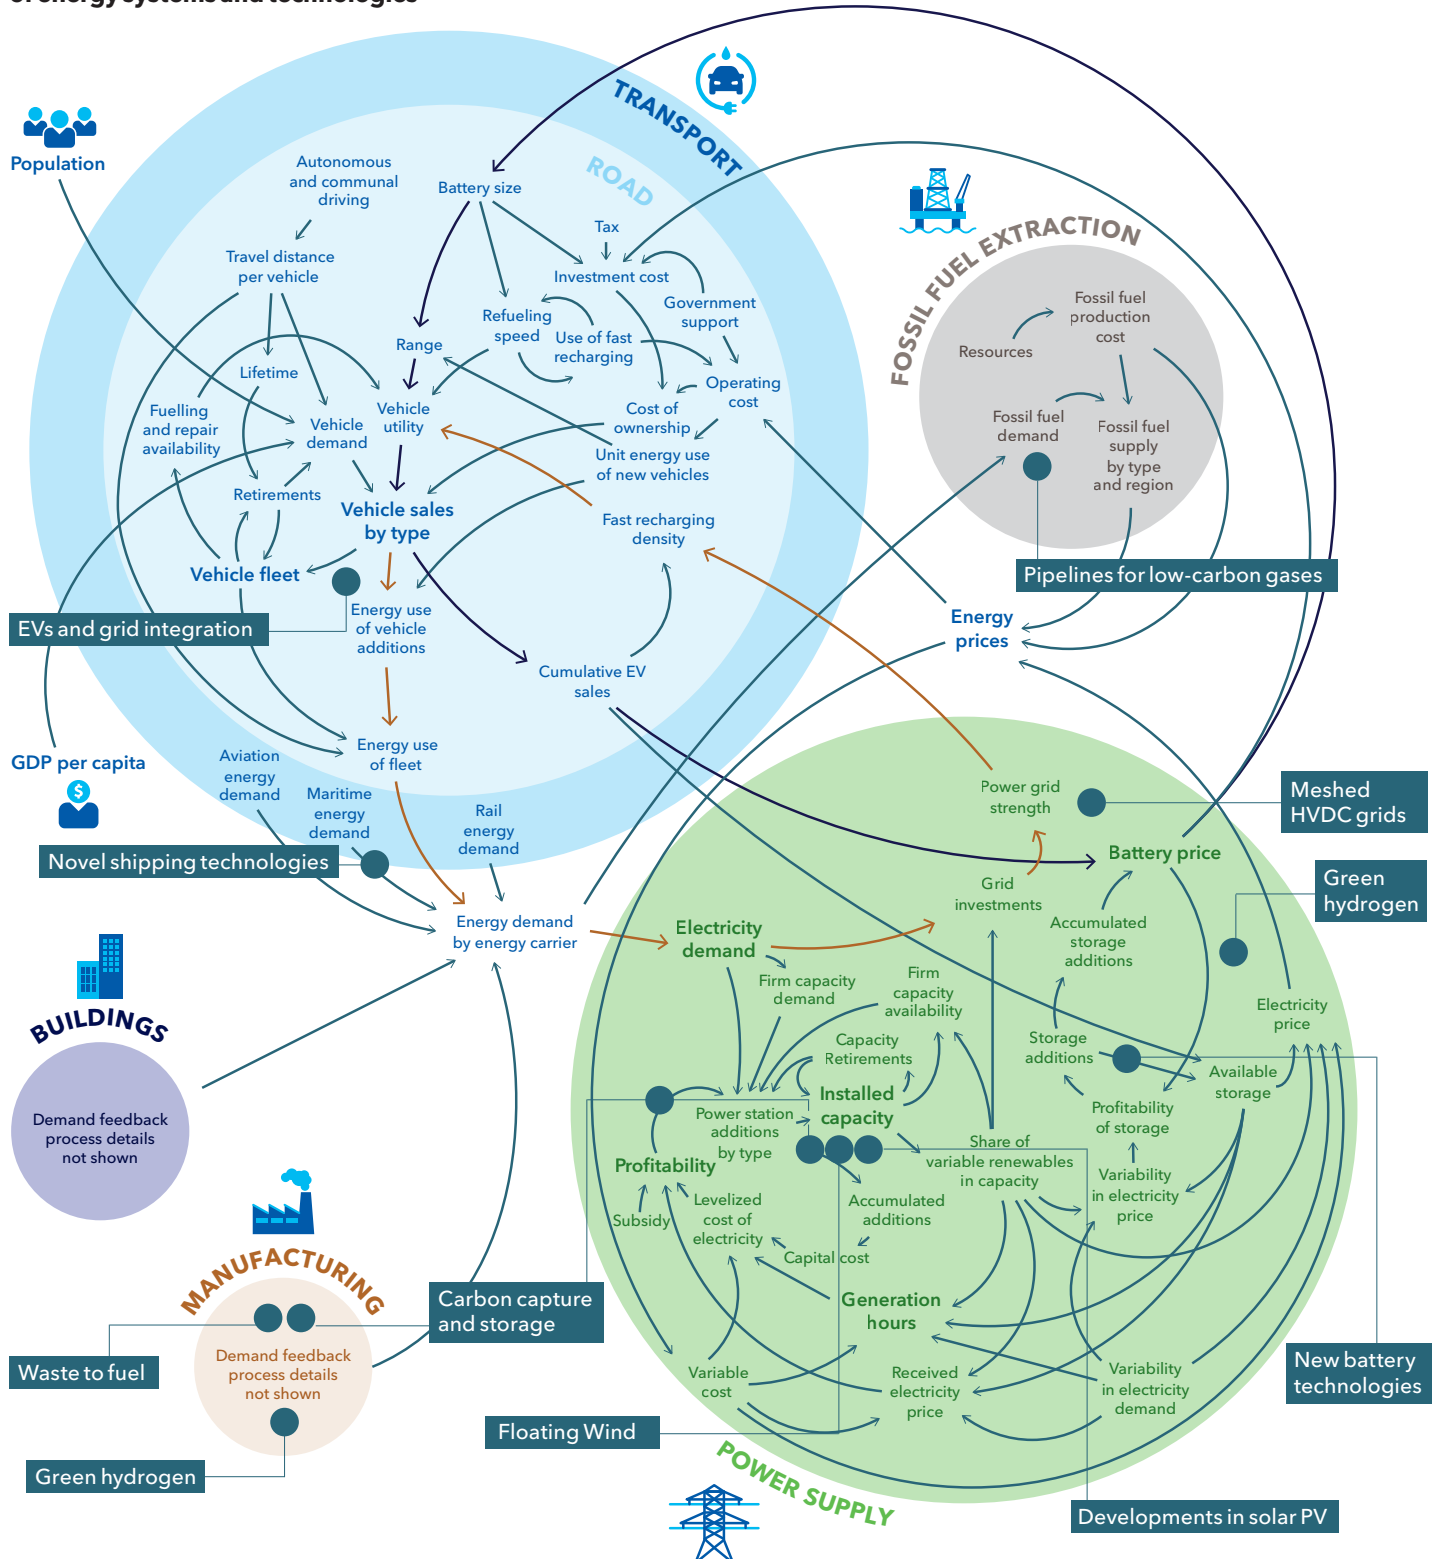 of energy systems and technologies
TRANSPORT
ROAD
Population
Autonomous
and communal
driving
Battery size
Tax
Travel distance
per vehicle
Investment cost
Government
support
Refueling
speed
Use of fast
recharging
Range
Lifetime
Operating
cost
Fuelling
and repair
availability
Vehicle
demand
Vehicle
utility
Cost of
ownership
Unit energy use
of new vehicles
Retirements
Vehicle sales
by type
Fast recharging
density
Vehicle fleet
EVs and grid integration
Energy use
of vehicle
additions
Cumulative EV
sales
GDP per capita
$
Energy use
of fleet
Aviation
energy
demand
Maritime
energy
demand
Rail
energy
demand
Novel shipping technologies
Energy demand
by energy carrier
FOSSIL FUEL EXTRACTION
Fossil fuel
production
cost
Resources
Fossil fuel
demand
Fossil fuel
supply
by type
and region
Pipelines for low-carbon gases
Energy
prices
Power grid
strength
Meshed
HVDC grids
Battery price
Green
hydrogen
Grid
investments
Accumulated
storage
additions
Electricity
demand
Firm capacity
demand
Firm
capacity
availability
Electricity
price
Capacity
Retirements
Storage
additions
Available
storage
Installed
capacity
Power station
additions
by type
Profitability
of storage
Share of
variable renewables
in capacity
Profitability
Variability
in electricity
price
Subsidy
Levelized
cost of
electricity
Accumulated
additions
Capital cost
Generation
hours
Variable
cost
Received
electricity
price
Variability
in electricity
demand
New battery
technologies
Floating Wind
POWER SUPPLY
Developments in solar PV
BUILDINGS
Demand feedback
process details
not shown
MANUFACTURING
Carbon capture
and storage
Waste to fuel
Demand feedback
process details
not shown
Green hydrogen